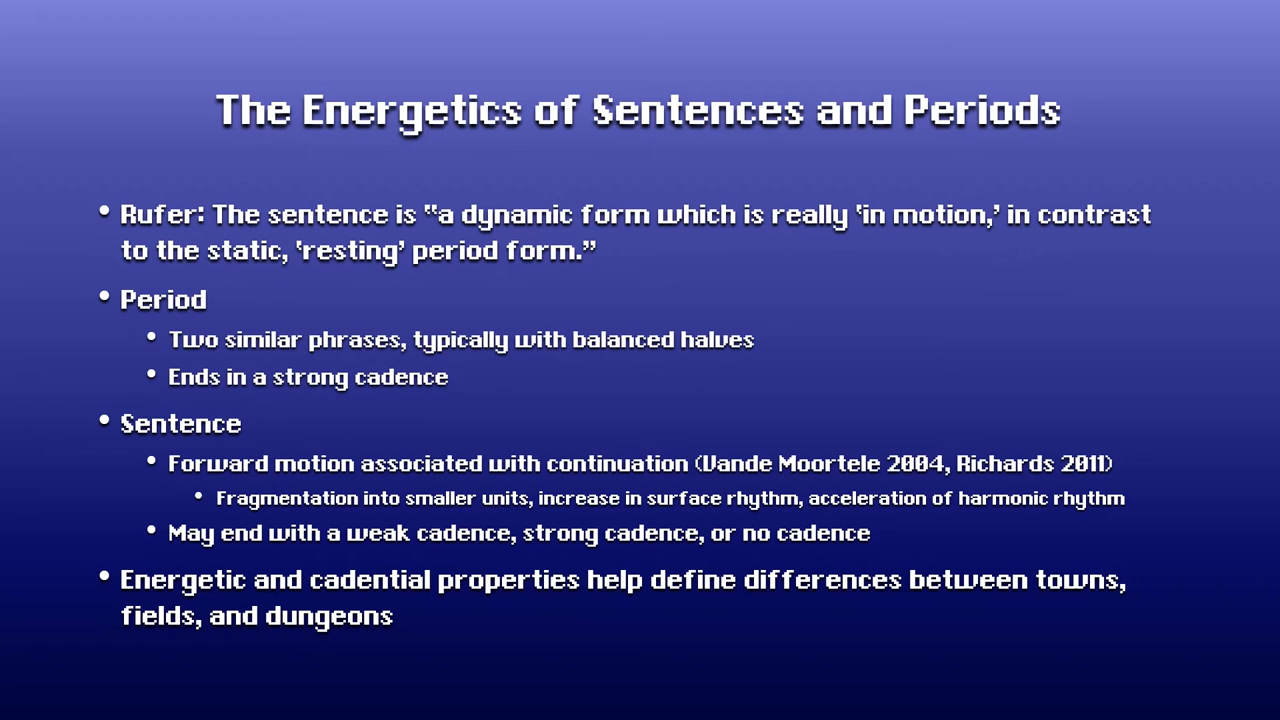 The Energetics of Sentences and Periods
• Rufer: The sentence is “a dynamic form which is really ‘in motion,’ in contrast
to the static, ‘resting’ period form.”
• Period
• Two similar phrases, typically with balanced halves
• Ends in a strong cadence
• Sentence
• Forward motion associated with continuation (Vande Moortele 2004, Richards 2011)
• Fragmentation into smaller units, increase in surface rhythm, acceleration of harmonic rhythm
• May end with a weak cadence, strong cadence, or no cadence
• Energetic and cadential properties help define differences between towns,
fields, and dungeons